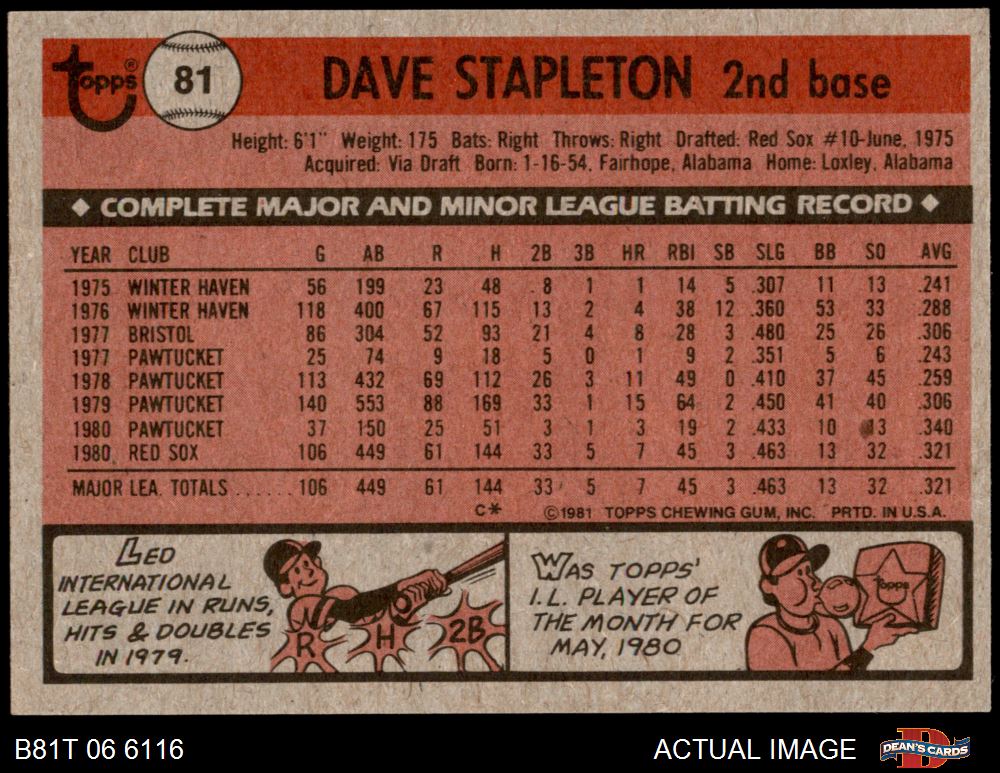 Topps® 81 DAVE STAPLETON 2nd base
Height: 6'1" Weight: 175 Bats: Right Throws: Right Drafted: Red Sox #10-June, 1975
Acquired: Via Draft Born: 1-16-54, Fairhope, Alabama Home: Loxley, Alabama
◆ COMPLETE MAJOR AND MINOR LEAGUE BATTING RECORD ◆
YEAR CLUB G AB R H 2B 3B HR RBI SB SLG BB SO AVG
1975 WINTER HAVEN 56 199 23 48 8 1 1 14 5 .307 11 13 .241
1976 WINTER HAVEN 118 400 67 115 13 2 4 38 12 .360 53 33 .288
1977 BRISTOL 86 304 52 93 21 4 8 28 3 .480 25 26 .306
1977 PAWTUCKET 25 74 9 18 5 0 1 9 2 .351 5 6 .243
1978 PAWTUCKET 113 432 69 112 26 3 11 49 0 .410 37 45 .259
1979 PAWTUCKET 140 553 88 169 33 1 15 64 2 .450 41 40 .306
1980 PAWTUCKET 37 150 25 51 3 1 3 19 2 .433 10 13 .340
1980 RED SOX 106 449 61 144 33 5 7 45 3 .463 13 32 .321
MAJOR LEA. TOTALS ...... 106 449 61 144 33 5 7 45 3 .463 13 32 .321
C* ©1981 TOPPS CHEWING GUM, INC. PRTD. IN U.S.A.
LED
INTERNATIONAL
LEAGUE IN RUNS,
HITS & DOUBLES
IN 1979.
R H 2B
WAS TOPPS'
I.L. PLAYER OF
THE MONTH FOR
MAY, 1980
Topps
B81T 06 6116 ACTUAL IMAGE DEAN'S CARDS